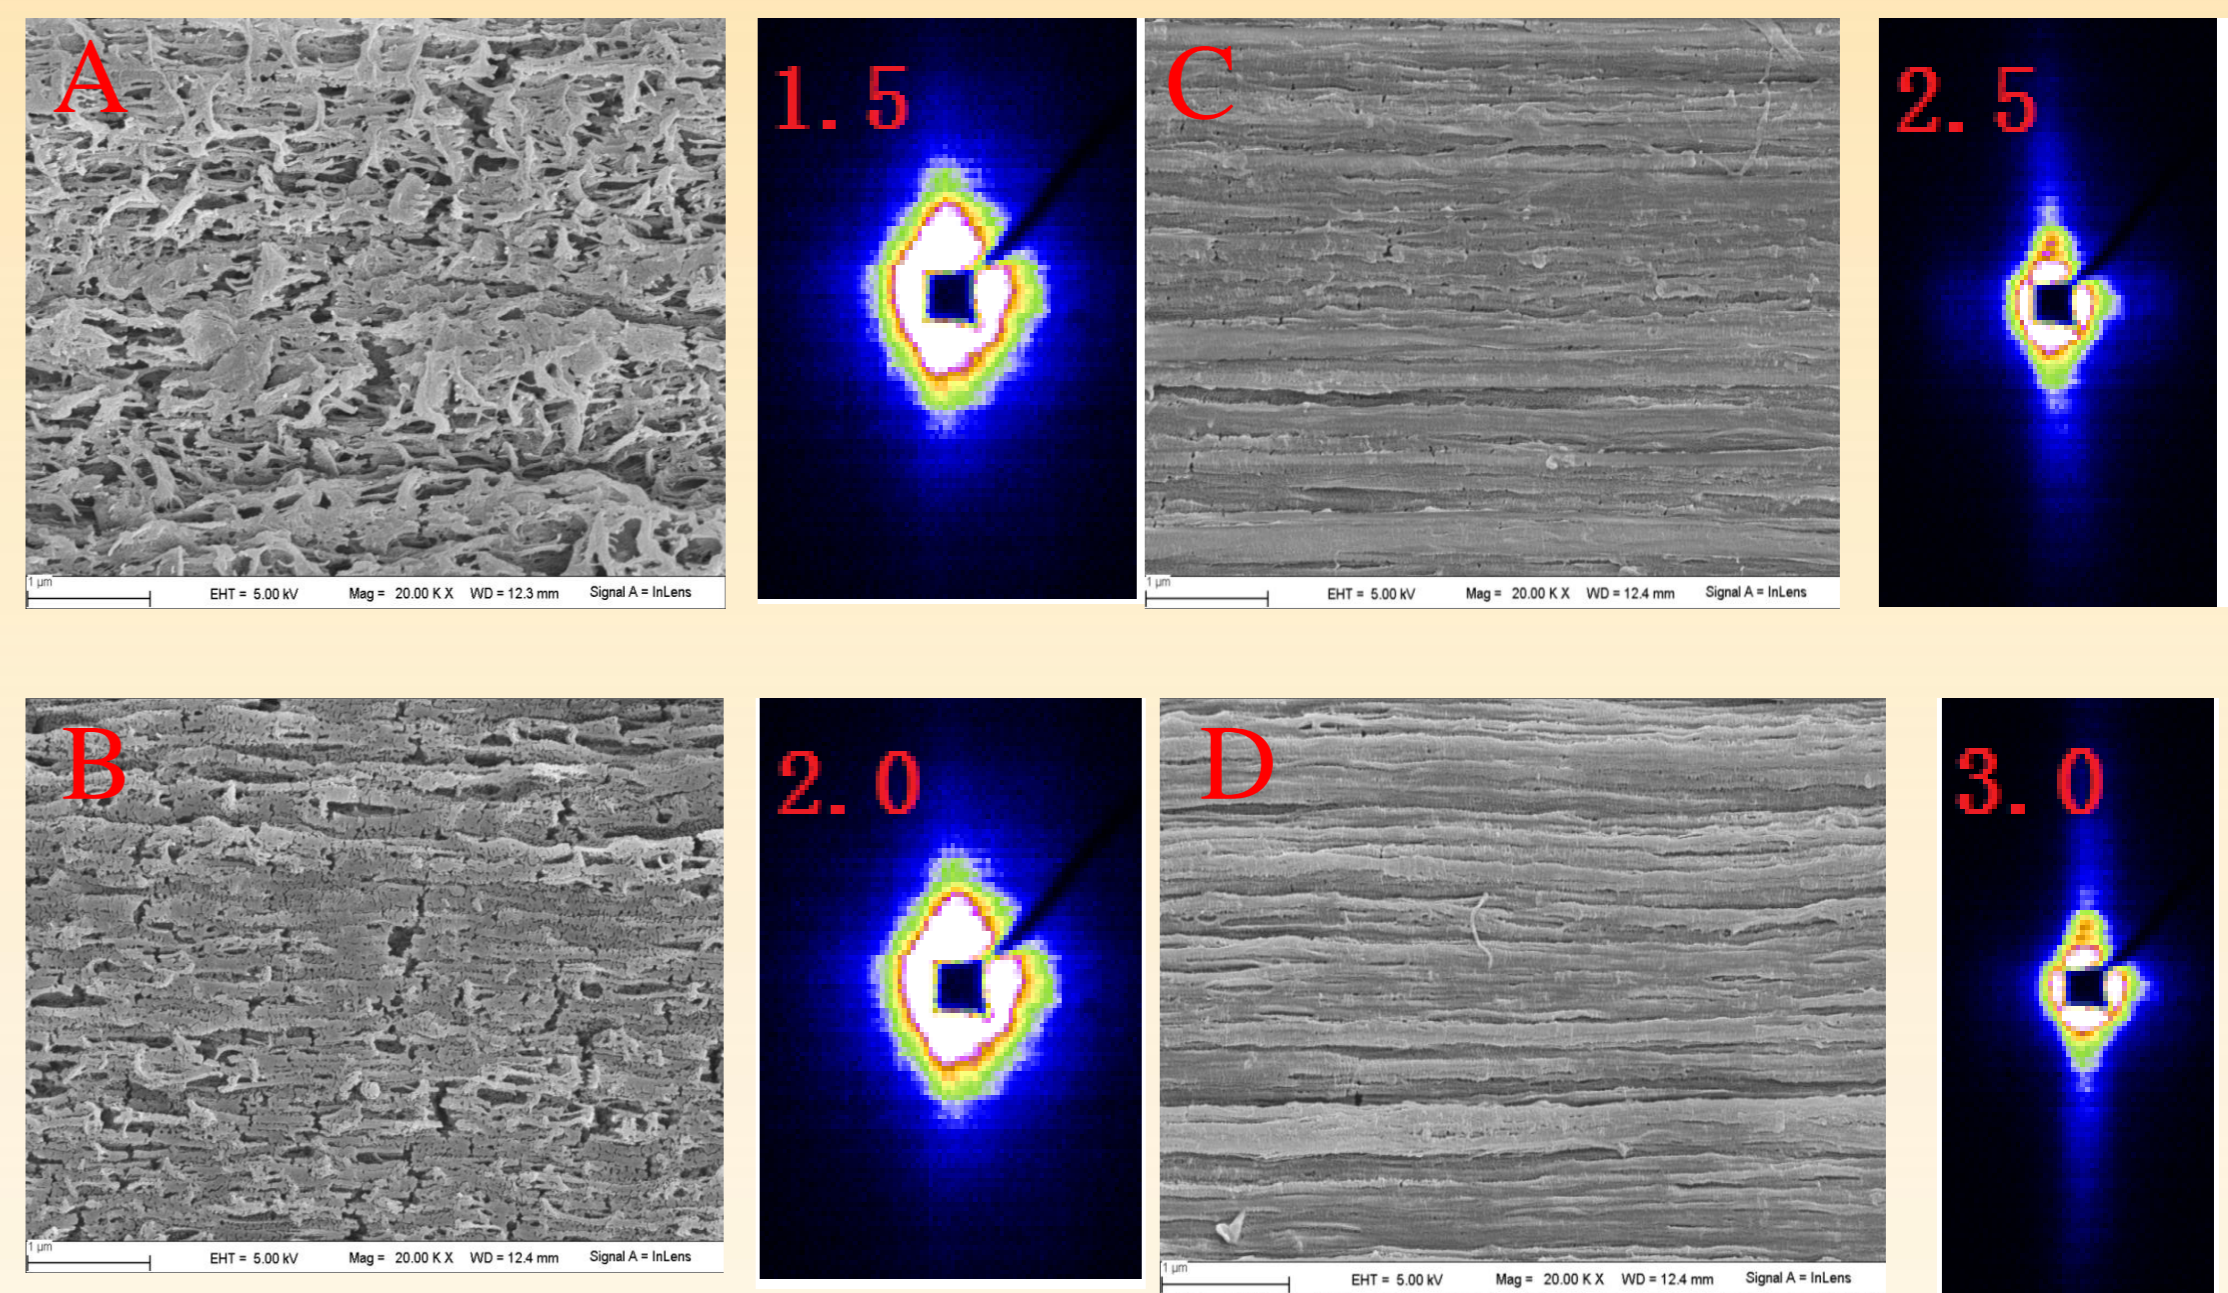 A
1.5
C
2.5
1 µm
EHT = 5.00 kV Mag = 20.00 K X WD = 12.3 mm Signal A = InLens
1 µm
EHT = 5.00 kV Mag = 20.00 K X WD = 12.4 mm Signal A = InLens
B
2.0
D
3.0
1 µm
EHT = 5.00 kV Mag = 20.00 K X WD = 12.4 mm Signal A = InLens
1 µm
EHT = 5.00 kV Mag = 20.00 K X WD = 12.4 mm Signal A = InLens